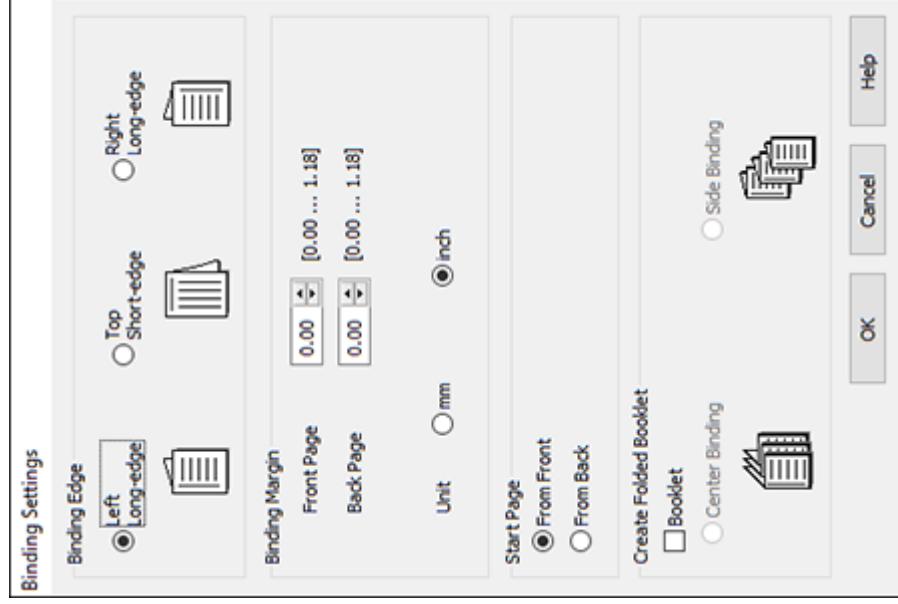 Binding Settings
Binding Edge
Left
Long-edge
Top
Short-edge
Right
Long-edge
Binding Margin
Front Page 0.00 [0.00 ... 1.18]
Back Page 0.00 [0.00 ... 1.18]
Unit mm inch
Start Page
From Front
From Back
Create Folded Booklet
Booklet
Center Binding Side Binding
OK Cancel Help